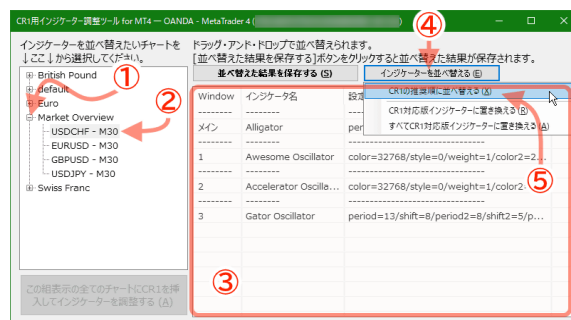 CR1用インジケーター調整ツール for MT4 — OANDA - MetaTrader 4 (
)
インジケーターを並べ替えたいチャートを
↓ここ↓から選択してください。
ドラッグ・アンド・ドロップで並べ替えられます。
[並べ替えた結果を保存する]ボタンをクリックすると並べ替えた結果が保存されます。
並べ替えた結果を保存する (S)
インジケーターを並べ替える (E)
CR1の推奨順に並べ替える (X)
CR1対応版インジケーターに置き換える (R)
すべてCR1対応版インジケーターに置き換える (A)
British Pound
default
Euro
Market Overview
USDCHF - M30
EURUSD - M30
GBPUSD - M30
USDJPY - M30
Swiss Franc
Window インジケータ名
-------- --------
メイン Alligator per
-------- -------- --------------------------------
1 Awesome Oscillator color=32768/style=0/weight=1/color2=2...
-------- -------- --------------------------------
2 Accelerator Oscilla... color=32768/style=0/weight=1/color2
-------- -------- --------------------------------
3 Gator Oscillator period=13/shift=8/period2=8/shift2=5/p...
-------- -------- --------------------------------
この組表示の全てのチャートにCR1を挿
入してインジケーターを調整する (A)
①
②
③
④
⑤